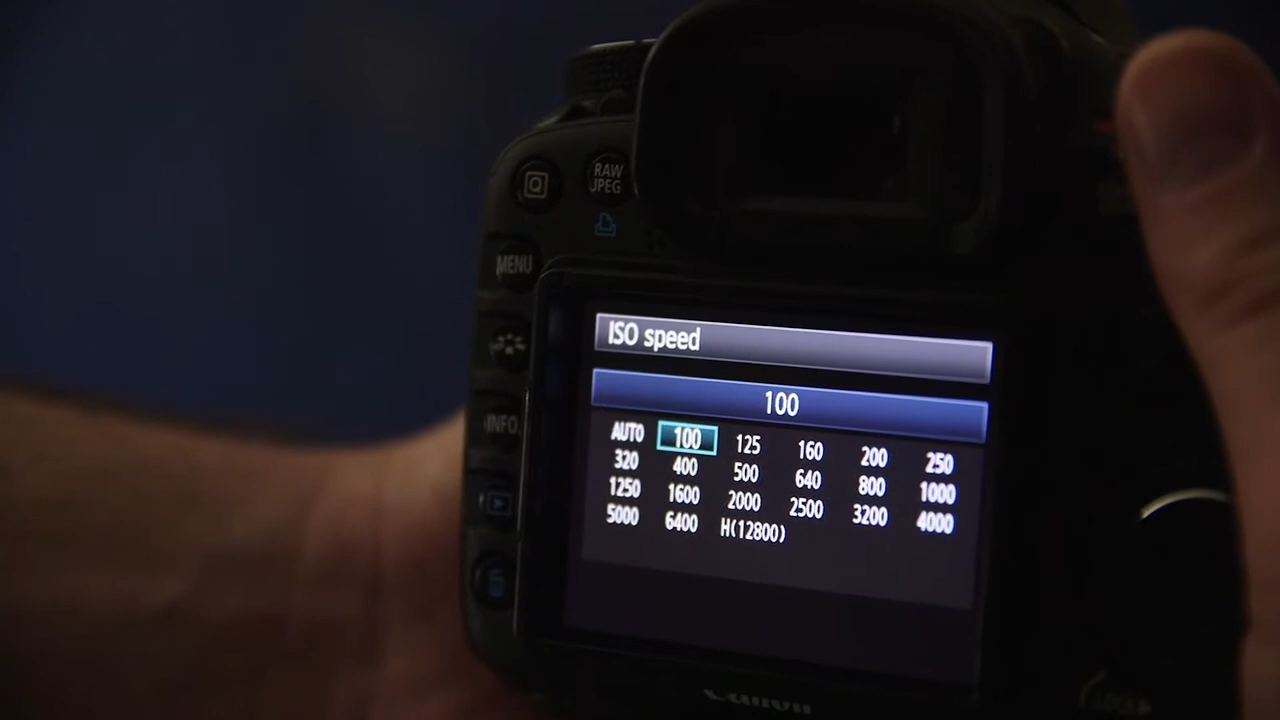 Q
RAW
JPEG
MENU
INFO.
ISO speed
100
AUTO 100 125 160 200 250
320 400 500 640 800 1000
1250 1600 2000 2500 3200 4000
5000 6400 H(12800)
Canon
LOCK